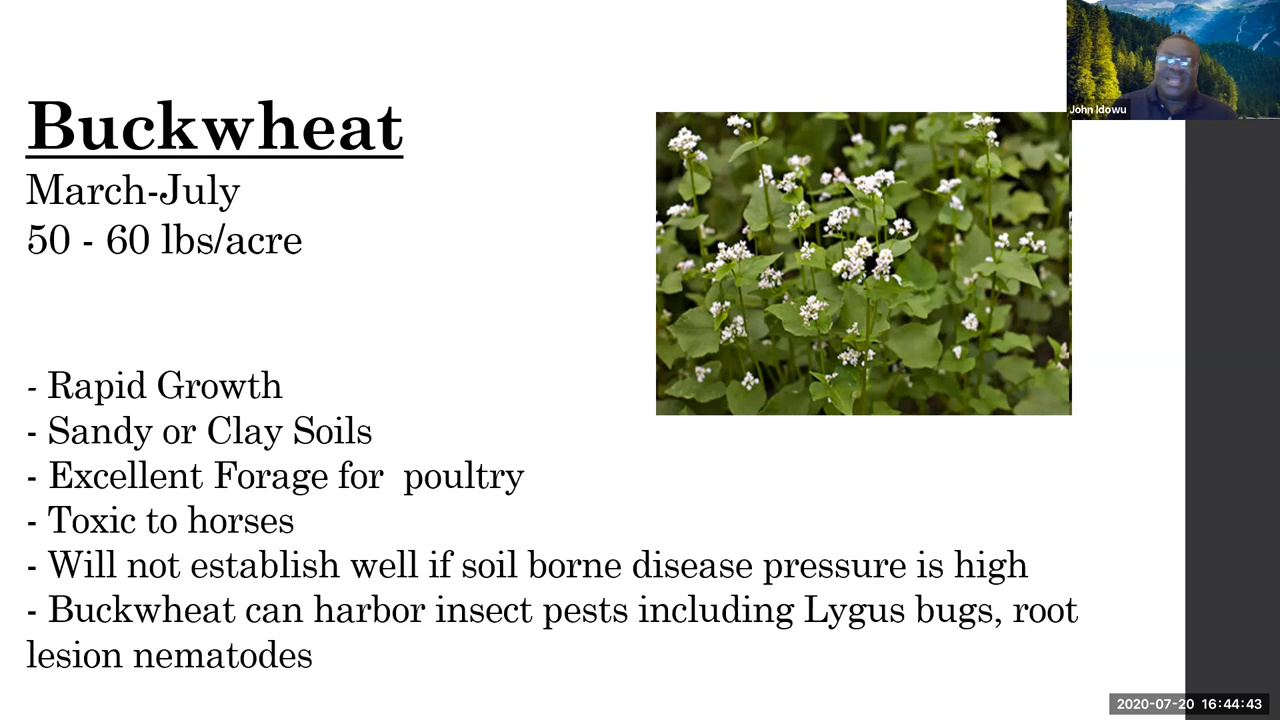 John Idowu
Buckwheat
March-July
50 - 60 lbs/acre
- Rapid Growth
- Sandy or Clay Soils
- Excellent Forage for  poultry
- Toxic to horses
- Will not establish well if soil borne disease pressure is high
- Buckwheat can harbor insect pests including Lygus bugs, root
lesion nematodes
2020-07-20 16:44:43